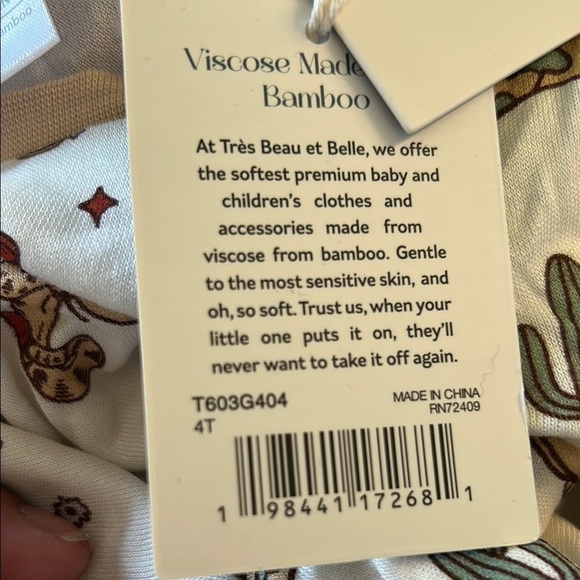 amboo
Viscose Made
Bamboo
At Très Beau et Belle, we offer
the softest premium baby and
children's clothes and
accessories made from
viscose from bamboo. Gentle
to the most sensitive skin, and
oh, so soft. Trust us, when your
little one puts it on, they'll
never want to take it off again.
T603G404
MADE IN CHINA
RN72409
4T
1 98441 17268 1